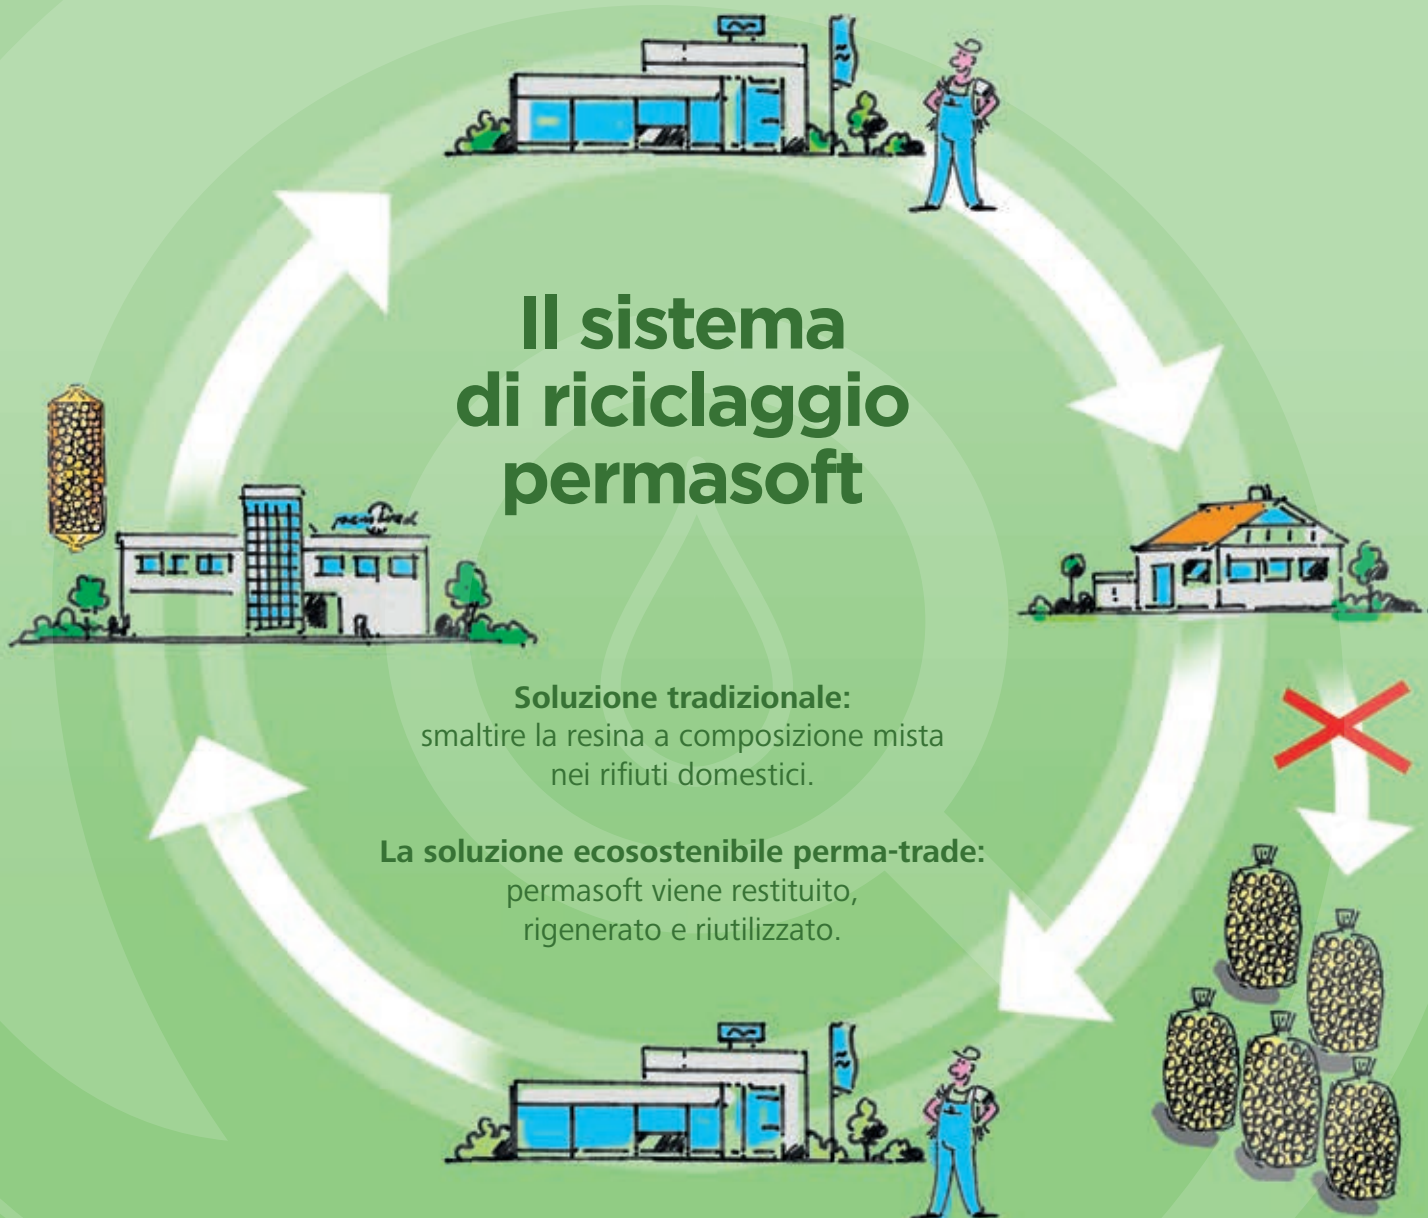 Il sistema
di riciclaggio
permasoft
Soluzione tradizionale:
smaltire la resina a composizione mista
nei rifiuti domestici.
La soluzione ecosostenibile perma-trade:
permasoft viene restituito,
rigenerato e riutilizzato.